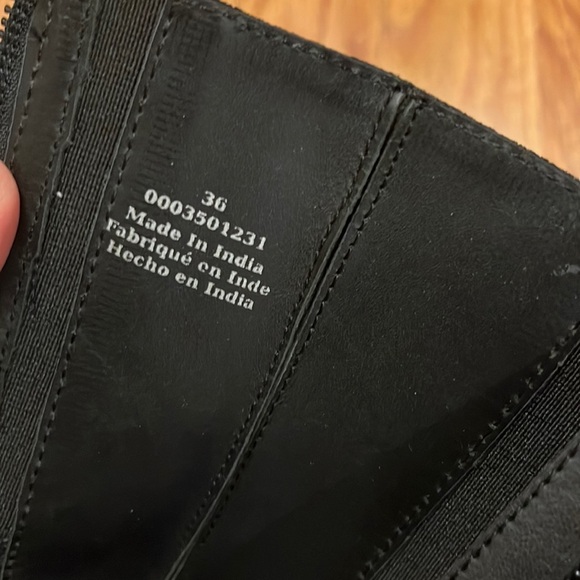 36
0003501231
Made In India
Fabriqué en Inde
Hecho en India